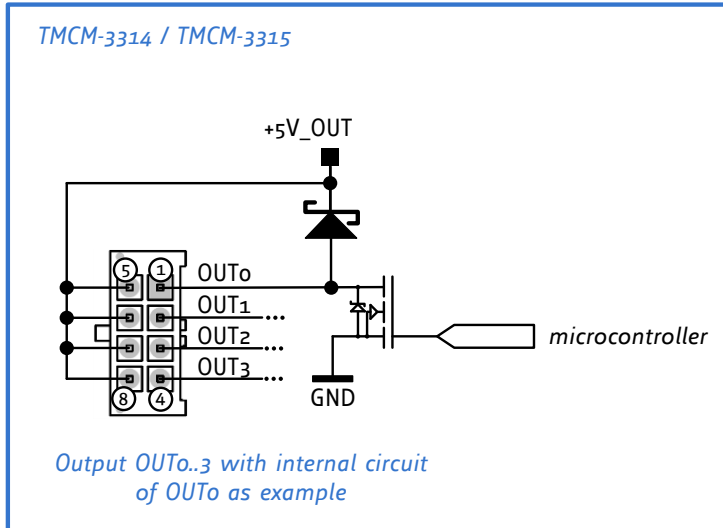 TMCM-3314 / TMCM-3315
+5V_OUT
5 1 OUT0
OUT1 ...
OUT2 ...
OUT3 ...
8 4
GND
microcontroller
Output OUT0..3 with internal circuit
of OUT0 as example